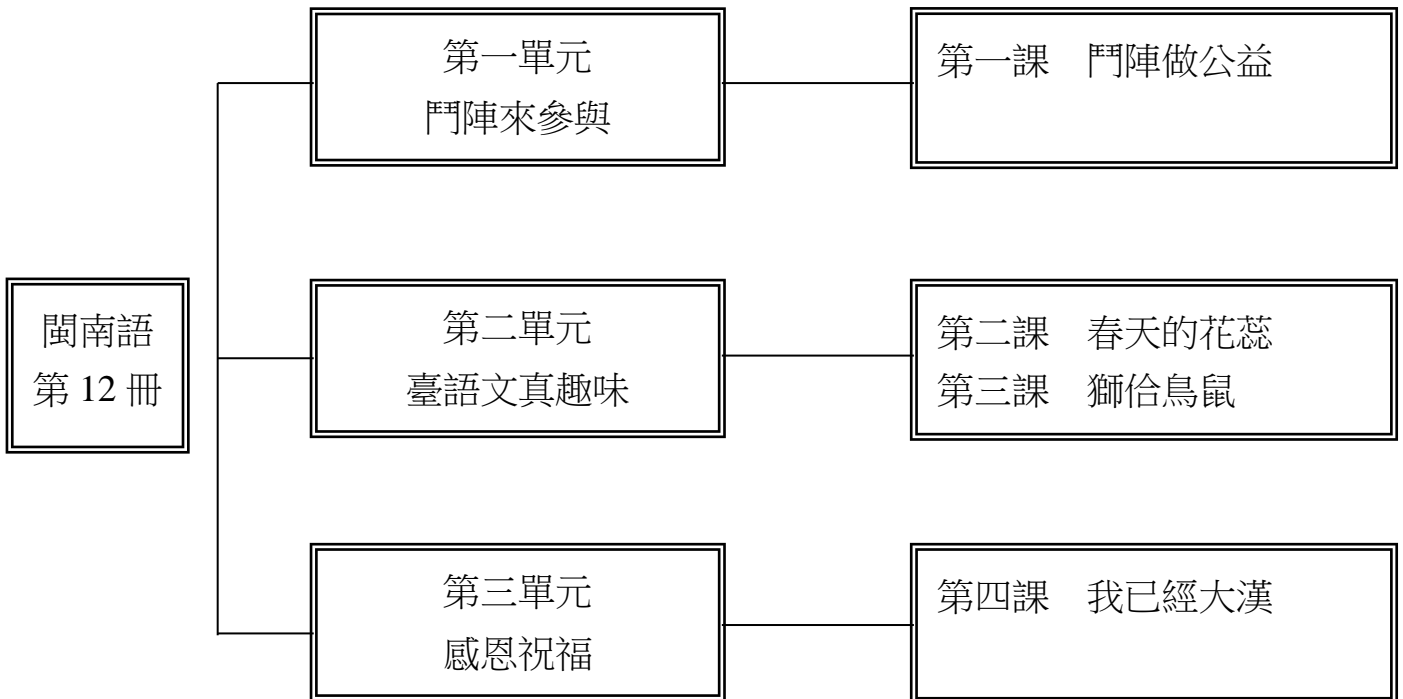 閩南語
第 12 冊
第一單元
鬥陣來參與
第一課　鬥陣做公益
第二單元
臺語文真趣味
第二課　春天的花蕊
第三課　獅佮鳥鼠
第三單元
感恩祝福
第四課　我已經大漢